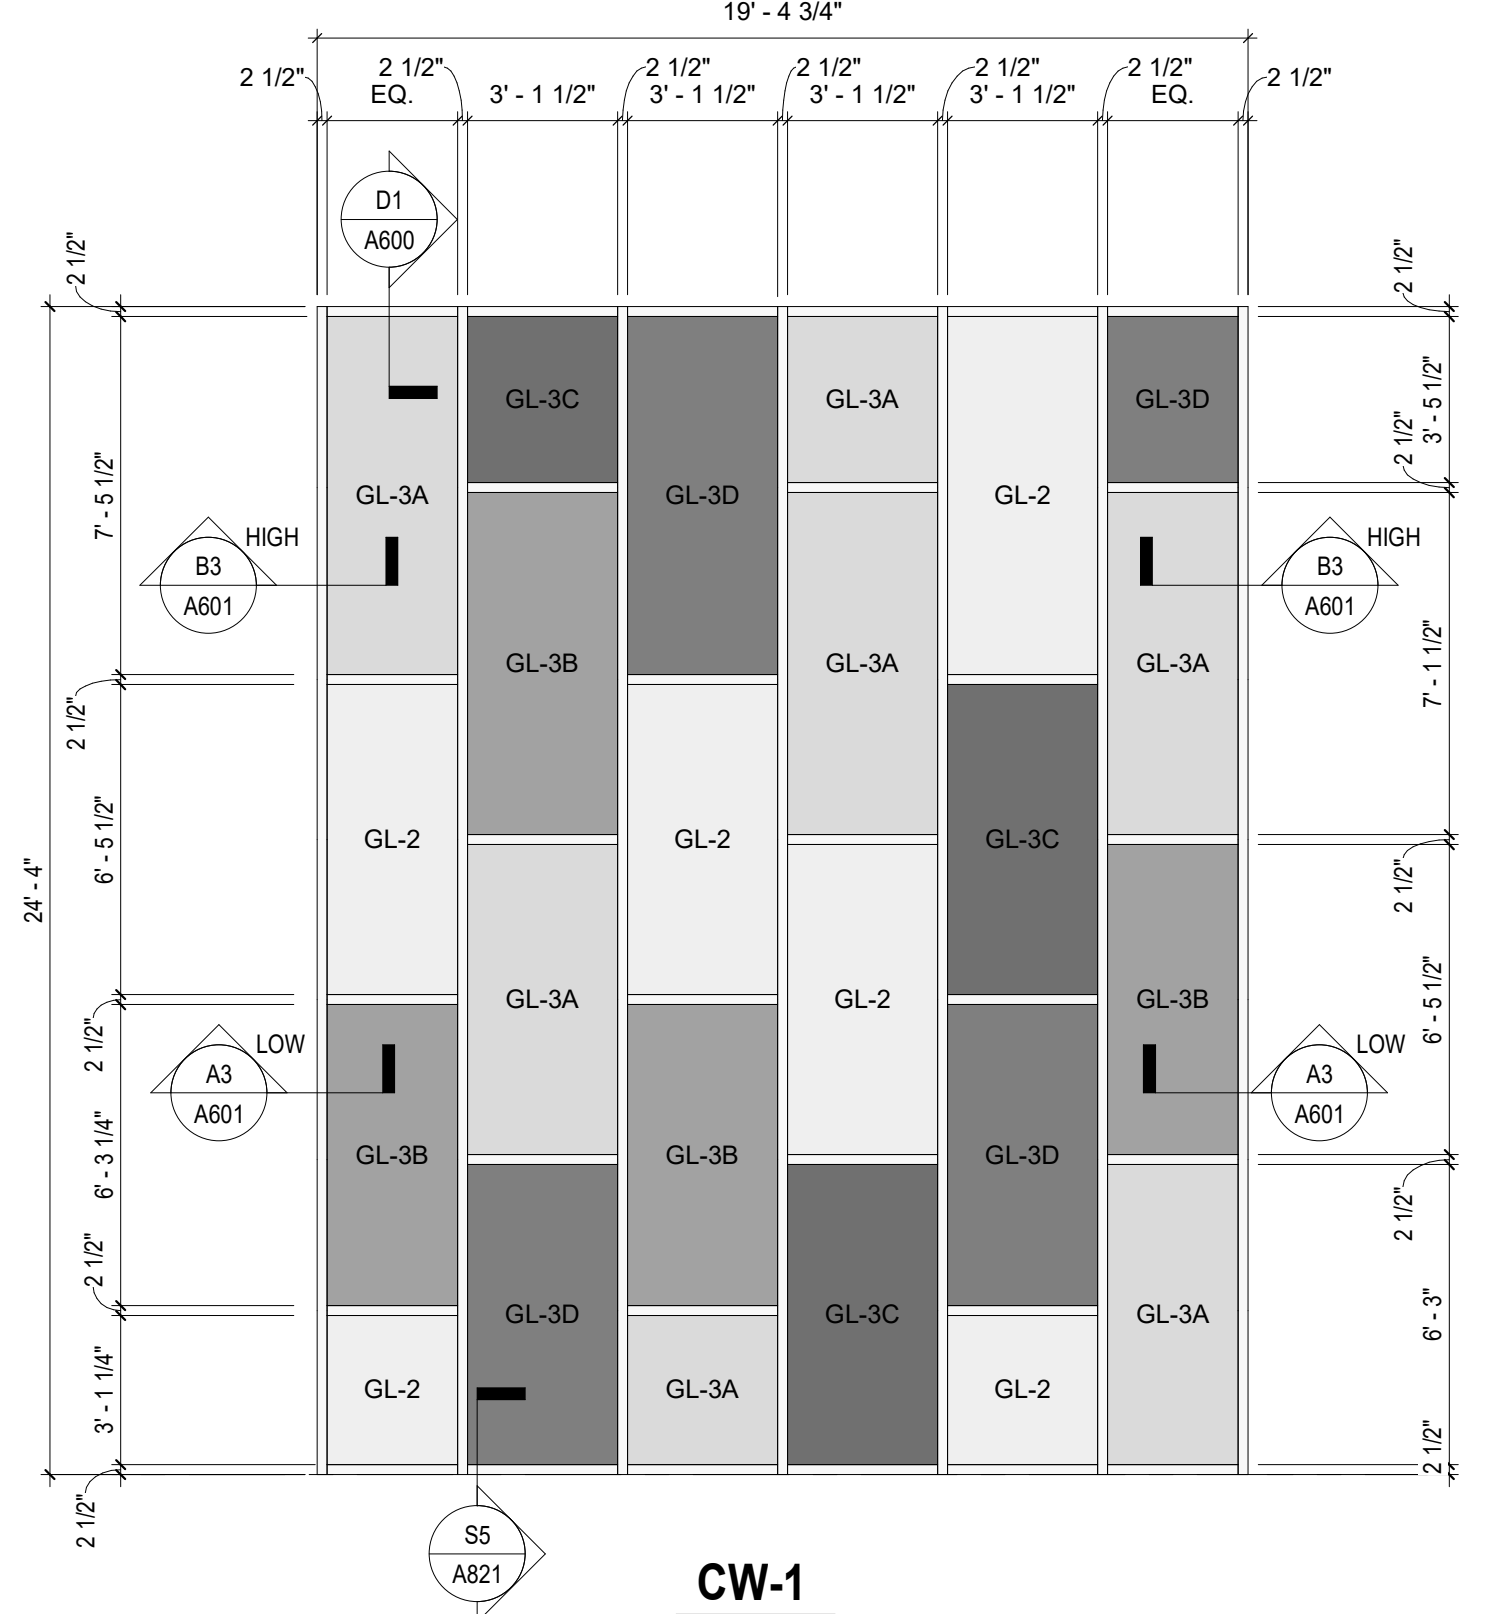 19' - 4 3/4"
2 1/2" 2 1/2" 2 1/2" 2 1/2" 2 1/2" 2 1/2" 2 1/2"
EQ. 3' - 1 1/2" 3' - 1 1/2" 3' - 1 1/2" 3' - 1 1/2" EQ.
D1
A600
2 1/2"
7' - 5 1/2"
2 1/2"
6' - 5 1/2"
2 1/2"
6' - 3 1/4"
2 1/2"
3' - 1 1/4"
2 1/2"
24' - 4"
HIGH
B3
A601
LOW
A3
A601
GL-3A
GL-2
GL-3B
GL-2
GL-3C
GL-3B
GL-3A
GL-3D
GL-3D
GL-2
GL-3B
GL-3A
GL-3A
GL-3A
GL-2
GL-3C
GL-2
GL-3C
GL-3D
GL-2
GL-3D
GL-3A
GL-3B
GL-3A
HIGH
B3
A601
LOW
A3
A601
2 1/2"
3' - 5 1/2"
2 1/2"
7' - 1 1/2"
2 1/2"
6' - 5 1/2"
2 1/2"
6' - 3"
2 1/2"
S5
A821
CW-1